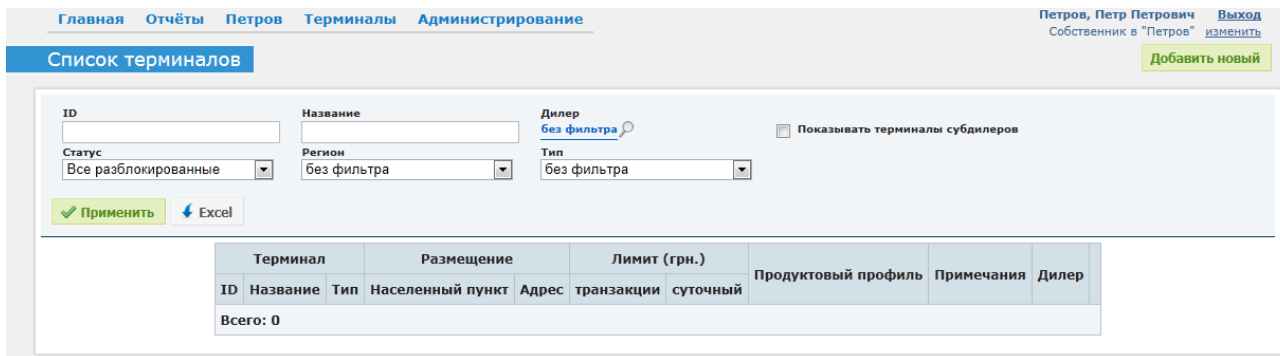 Главная Отчёты Петров Терминалы Администрирование
Петров, Петр Петрович Выход
Собственник в "Петров" изменить
Список терминалов
Добавить новый
ID Название Дилер
без фильтра
Показывать терминалы субдилеров
Статус Регион Тип
Все разблокированные без фильтра без фильтра
Применить Excel
Терминал Размещение Лимит (грн.) Продуктовый профиль Примечания Дилер
ID Название Тип Населенный пункт Адрес транзакции суточный
Всего: 0